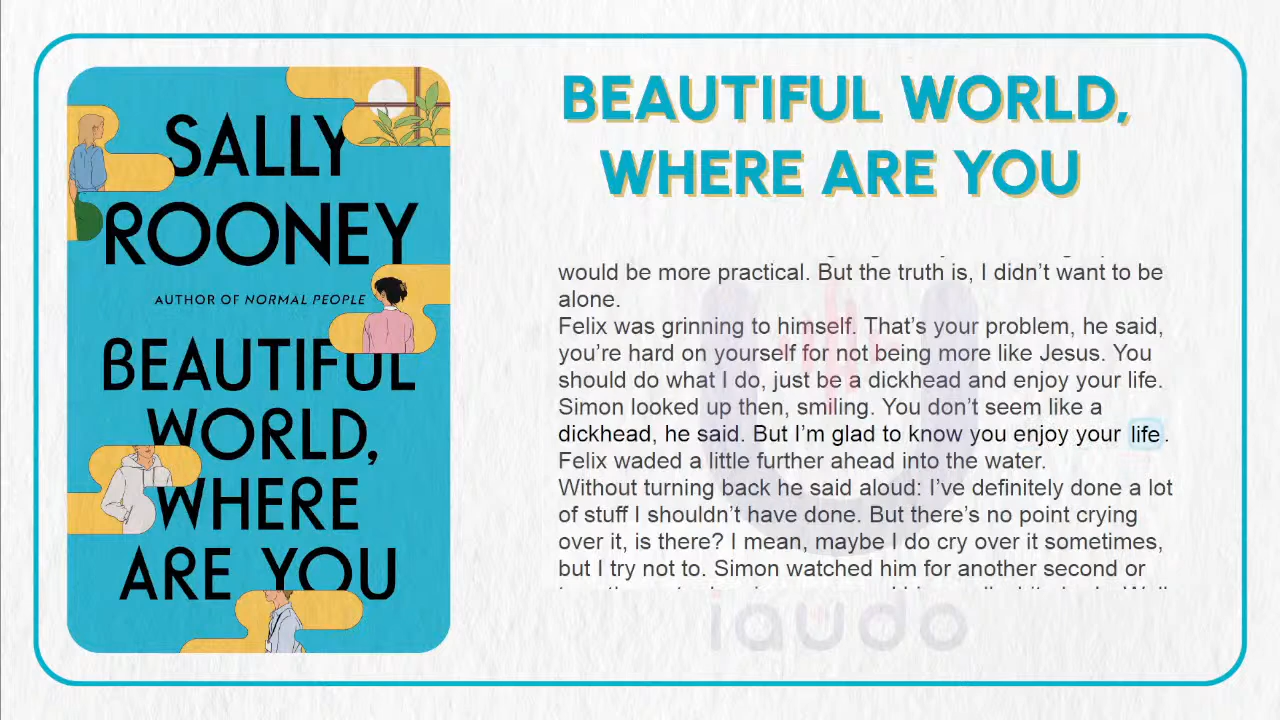 SALLY
ROONEY
AUTHOR OF NORMAL PEOPLE
BEAUTIFUL
WORLD,
WHERE
ARE YOU
BEAUTIFUL WORLD,
WHERE ARE YOU
would be more practical. But the truth is, I didn’t want to be
alone.
Felix was grinning to himself. That’s your problem, he said,
you’re hard on yourself for not being more like Jesus. You
should do what I do, just be a dickhead and enjoy your life.
Simon looked up then, smiling. You don’t seem like a
dickhead, he said. But I’m glad to know you enjoy your life.
Felix waded a little further ahead into the water.
Without turning back he said aloud: I’ve definitely done a lot
of stuff I shouldn’t have done. But there’s no point crying
over it, is there? I mean, maybe I do cry over it sometimes,
but I try not to. Simon watched him for another second or
iaudo